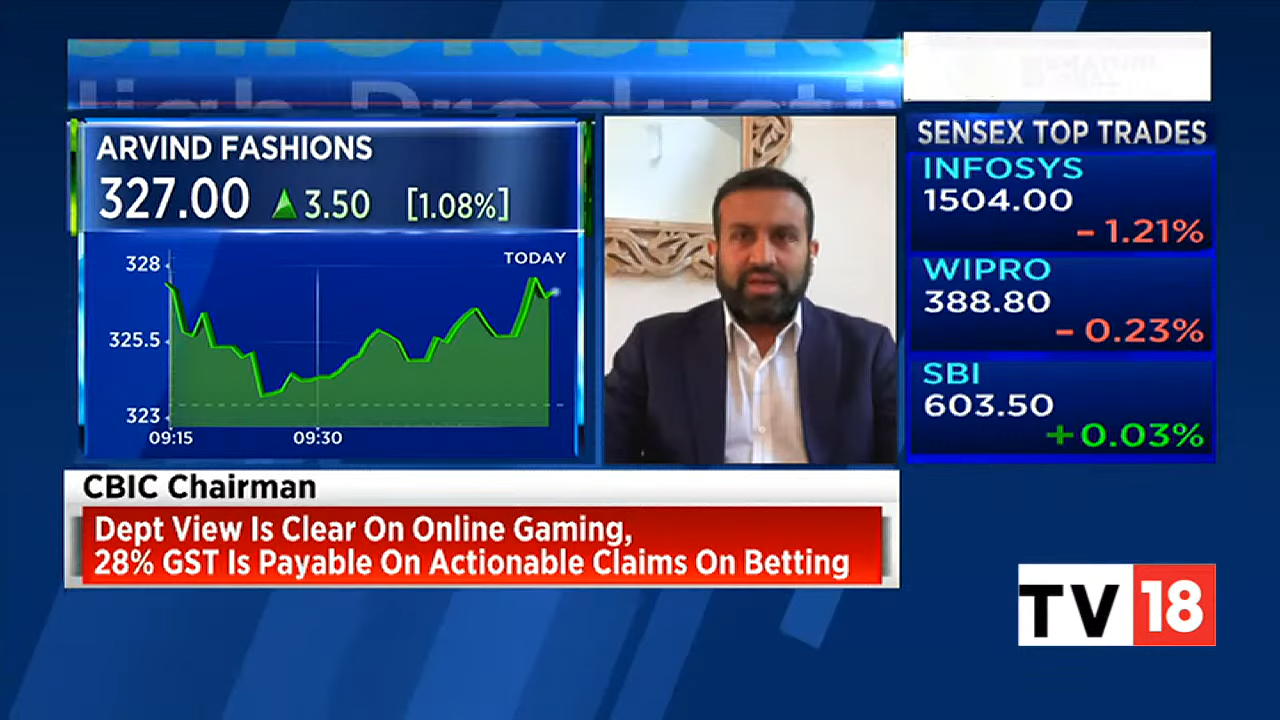 ARVIND FASHIONS
327.00 ▲ 3.50 [1.08%]
TODAY
328
325.5
323
09:15 09:30
SENSEX TOP TRADES
INFOSYS
1504.00
- 1.21%
WIPRO
388.80
- 0.23%
SBI
603.50
+0.03%
CBIC Chairman
Dept View Is Clear On Online Gaming,
28% GST Is Payable On Actionable Claims On Betting
TV18